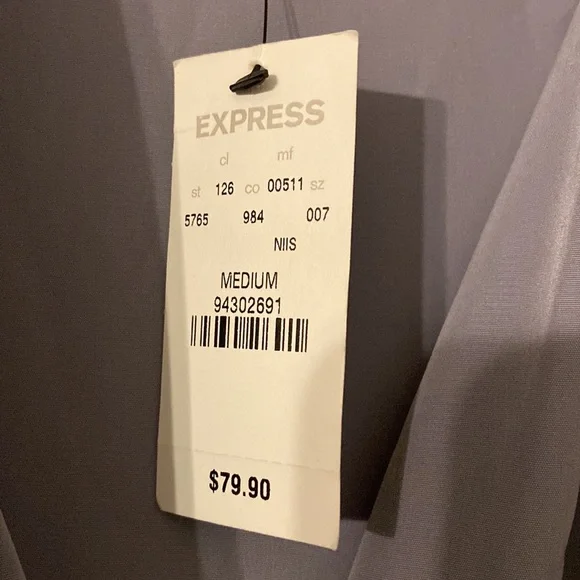 EXPRESS
cl mf
st 126 co 00511 sz
5765 984 007
NIIS
MEDIUM
94302691
$79.90